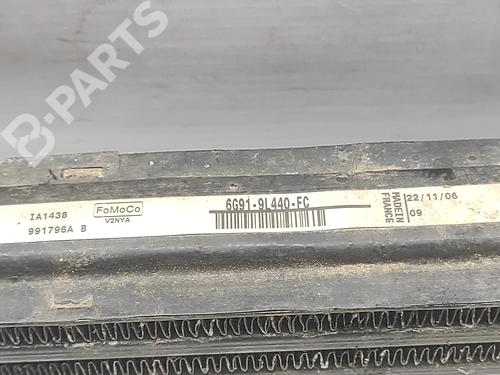 B-PARTS
IA1438
991796A B
FoMoCo
V2NYA
6G91-9L440-FC
MADE IN
FRANCE
22/11/06
09